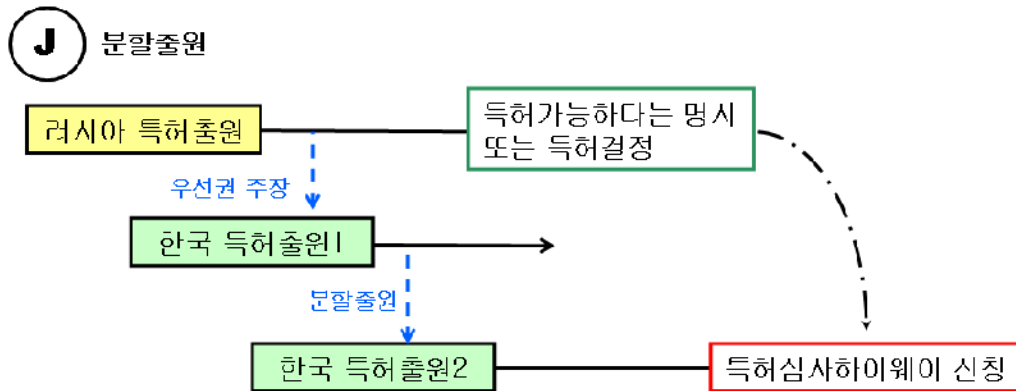 J 분할출원
러시아 특허출원
특허가능하다는 명시
또는 특허결정
우선권 주장
한국 특허출원1
분할출원
한국 특허출원2
특허심사하이웨이 신청